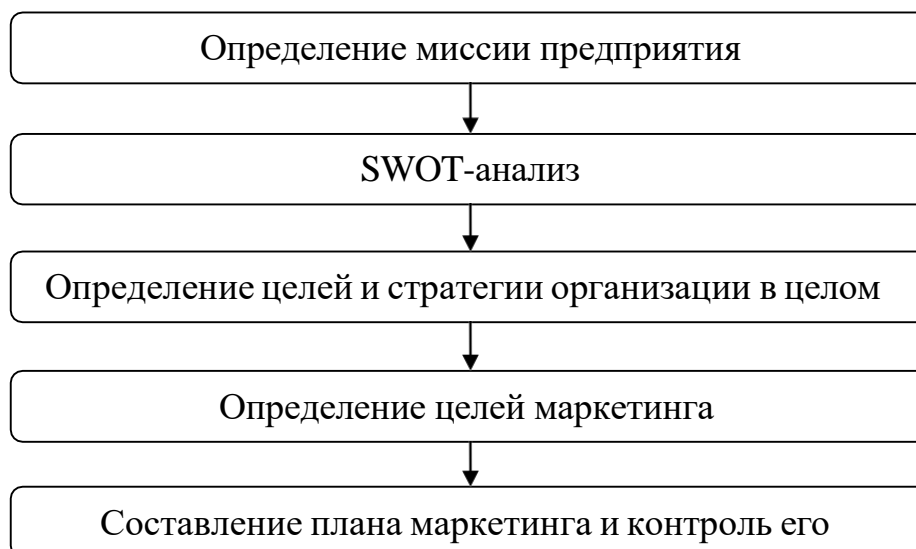 Определение миссии предприятия
SWOT-анализ
Определение целей и стратегии организации в целом
Определение целей маркетинга
Составление плана маркетинга и контроль его